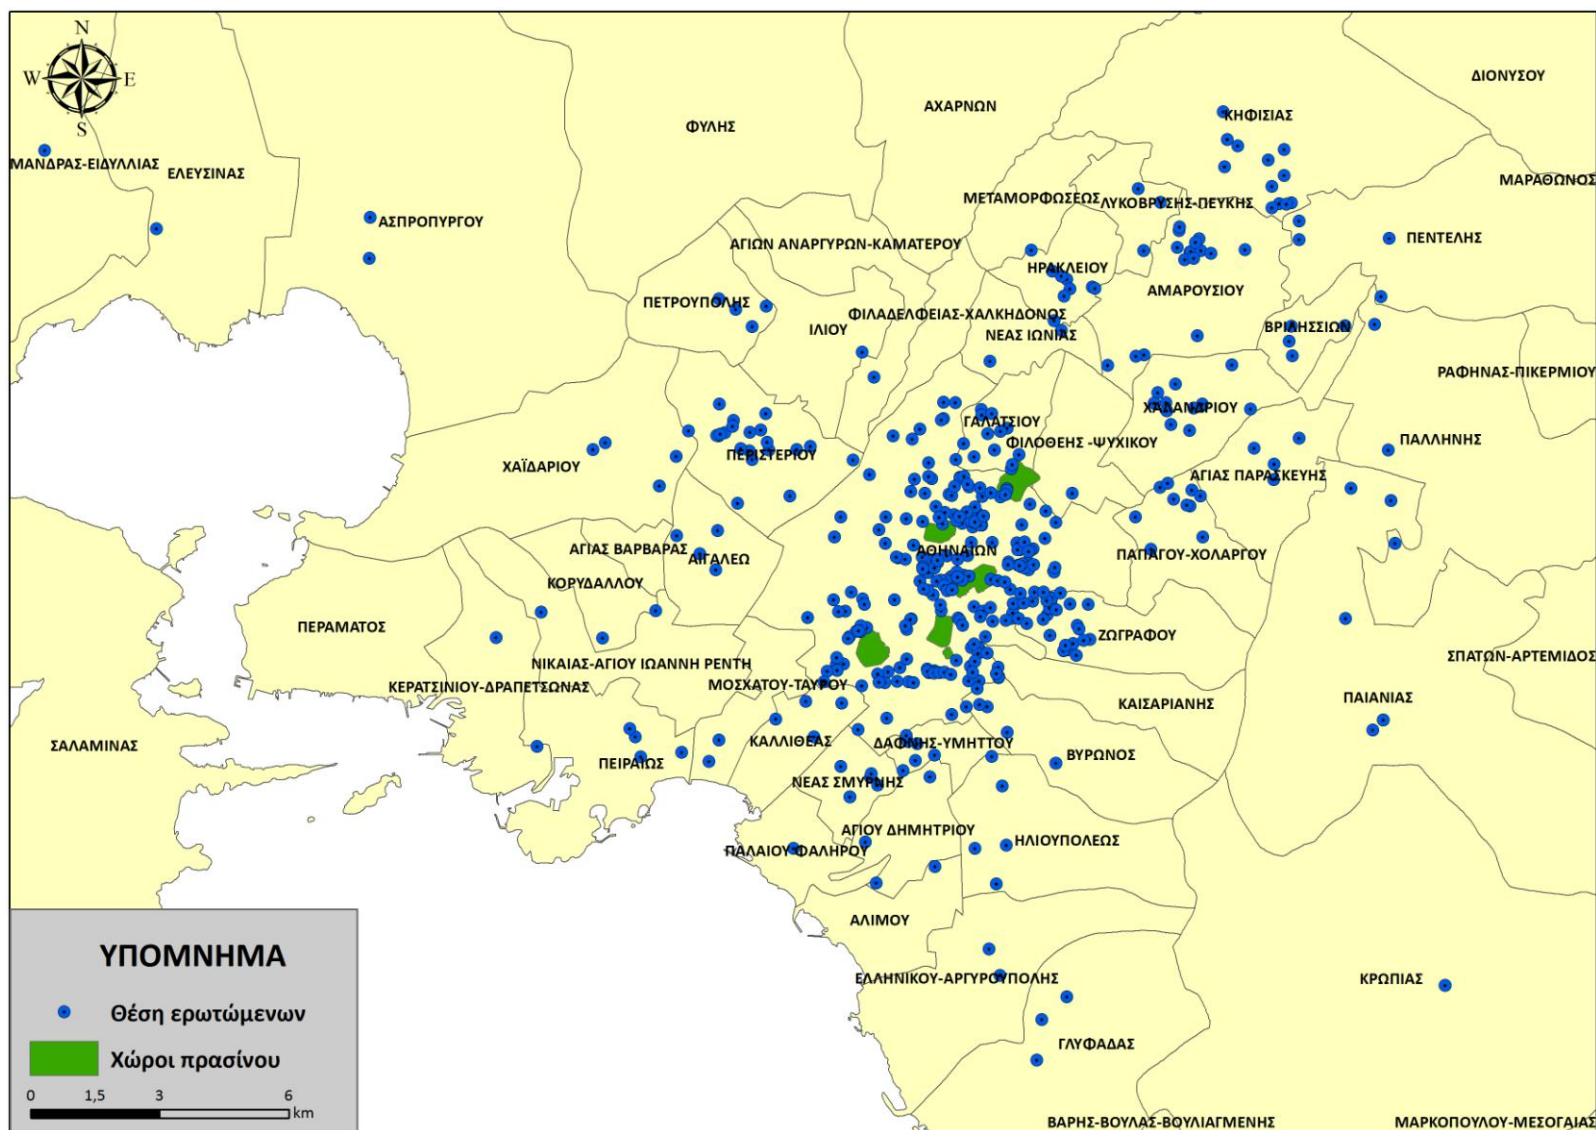 N
W E
S
ΔΙΟΝΥΣΟΥ
ΑΧΑΡΝΩΝ
ΚΗΦΙΣΙΑΣ
ΦΥΛΗΣ
ΜΑΝΔΡΑΣ-ΕΙΔΥΛΛΙΑΣ
ΕΛΕΥΣΙΝΑΣ
ΜΑΡΑΘΩΝΟΣ
ΜΕΤΑΜΟΡΦΩΣΕΩΣ
ΛΥΚΟΒΡΥΣΗΣ-ΠΕΥΚΗΣ
ΑΣΠΡΟΠΥΡΓΟΥ
ΠΕΝΤΕΛΗΣ
ΑΓΙΩΝ ΑΝΑΡΓΥΡΩΝ-ΚΑΜΑΤΕΡΟΥ
ΗΡΑΚΛΕΙΟΥ
ΑΜΑΡΟΥΣΙΟΥ
ΠΕΤΡΟΥΠΟΛΗΣ
ΦΙΛΑΔΕΛΦΕΙΑΣ-ΧΑΛΚΗΔΟΝΟΣ
ΙΛΙΟΥ
ΝΕΑΣ ΙΩΝΙΑΣ
ΒΡΙΛΗΣΣΙΩΝ
ΡΑΦΗΝΑΣ-ΠΙΚΕΡΜΙΟΥ
ΧΑΛΑΝΔΡΙΟΥ
ΓΑΛΑΤΣΙΟΥ
ΦΙΛΟΘΕΗΣ -ΨΥΧΙΚΟΥ
ΠΑΛΛΗΝΗΣ
ΠΕΡΙΣΤΕΡΙΟΥ
ΧΑΪΔΑΡΙΟΥ
ΑΓΙΑΣ ΠΑΡΑΣΚΕΥΗΣ
ΑΓΙΑΣ ΒΑΡΒΑΡΑΣ
ΑΘΗΝΑΙΩΝ
ΠΑΠΑΓΟΥ-ΧΟΛΑΡΓΟΥ
ΑΙΓΑΛΕΩ
ΚΟΡΥΔΑΛΛΟΥ
ΠΕΡΑΜΑΤΟΣ
ΖΩΓΡΑΦΟΥ
ΣΠΑΤΩΝ-ΑΡΤΕΜΙΔΟΣ
ΝΙΚΑΙΑΣ-ΑΓΙΟΥ ΙΩΑΝΝΗ ΡΕΝΤΗ
ΚΕΡΑΤΣΙΝΙΟΥ-ΔΡΑΠΕΤΣΩΝΑΣ
ΜΟΣΧΑΤΟΥ-ΤΑΥΡΟΥ
ΠΑΙΑΝΙΑΣ
ΚΑΙΣΑΡΙΑΝΗΣ
ΣΑΛΑΜΙΝΑΣ
ΚΑΛΛΙΘΕΑΣ
ΔΑΦΝΗΣ-ΥΜΗΤΤΟΥ
ΒΥΡΩΝΟΣ
ΠΕΙΡΑΙΩΣ
ΝΕΑΣ ΣΜΥΡΝΗΣ
ΑΓΙΟΥ ΔΗΜΗΤΡΙΟΥ
ΗΛΙΟΥΠΟΛΕΩΣ
ΠΑΛΑΙΟΥ ΦΑΛΗΡΟΥ
ΑΛΙΜΟΥ
ΕΛΛΗΝΙΚΟΥ-ΑΡΓΥΡΟΥΠΟΛΗΣ
ΚΡΩΠΙΑΣ
ΓΛΥΦΑΔΑΣ
ΒΑΡΗΣ-ΒΟΥΛΑΣ-ΒΟΥΛΙΑΓΜΕΝΗΣ
ΜΑΡΚΟΠΟΥΛΟΥ-ΜΕΣΟΓΑΙΑΣ
ΥΠΟΜΝΗΜΑ
Θέση ερωτώμενων
Χώροι πρασίνου
0 1,5 3 6
km